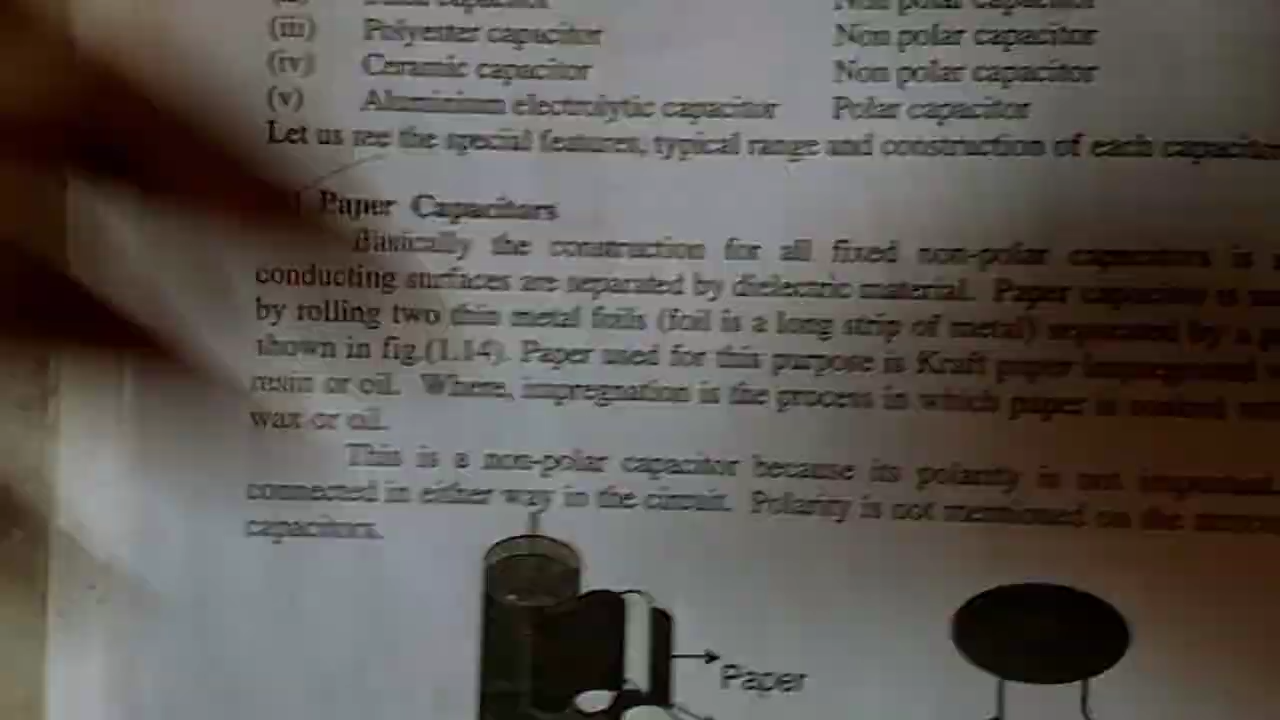 Non polar capacitor
(iii) Polyester capacitor Non polar capacitor
(iv) Ceramic capacitor Non polar capacitor
(v) Aluminium electrolytic capacitor Polar capacitor
Let us see the special features, typical range and construction of each capacitor
Paper Capacitors
Basically the construction for all fixed non-polar capacitors is
conducting surfaces are separated by dielectric material. Paper capacitor is
by rolling two thin metal foils (foil is a long strip of metal) separated by a
shown in fig.(1.14). Paper used for this purpose is Kraft paper impregnated
resin or oil. Where, impregnation is the process in which paper is
wax or oil.
This is a non-polar capacitor because its polarity is not important.
connected in either way in the circuit. Polarity is not mentioned on the
capacitors.
Paper